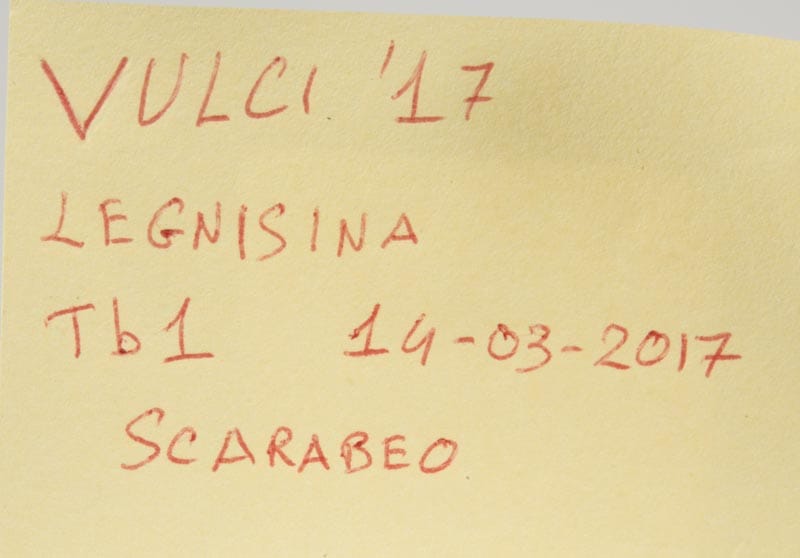 VULCI '17
LEGNISINA
Tb1 14-03-2017
SCARABEO